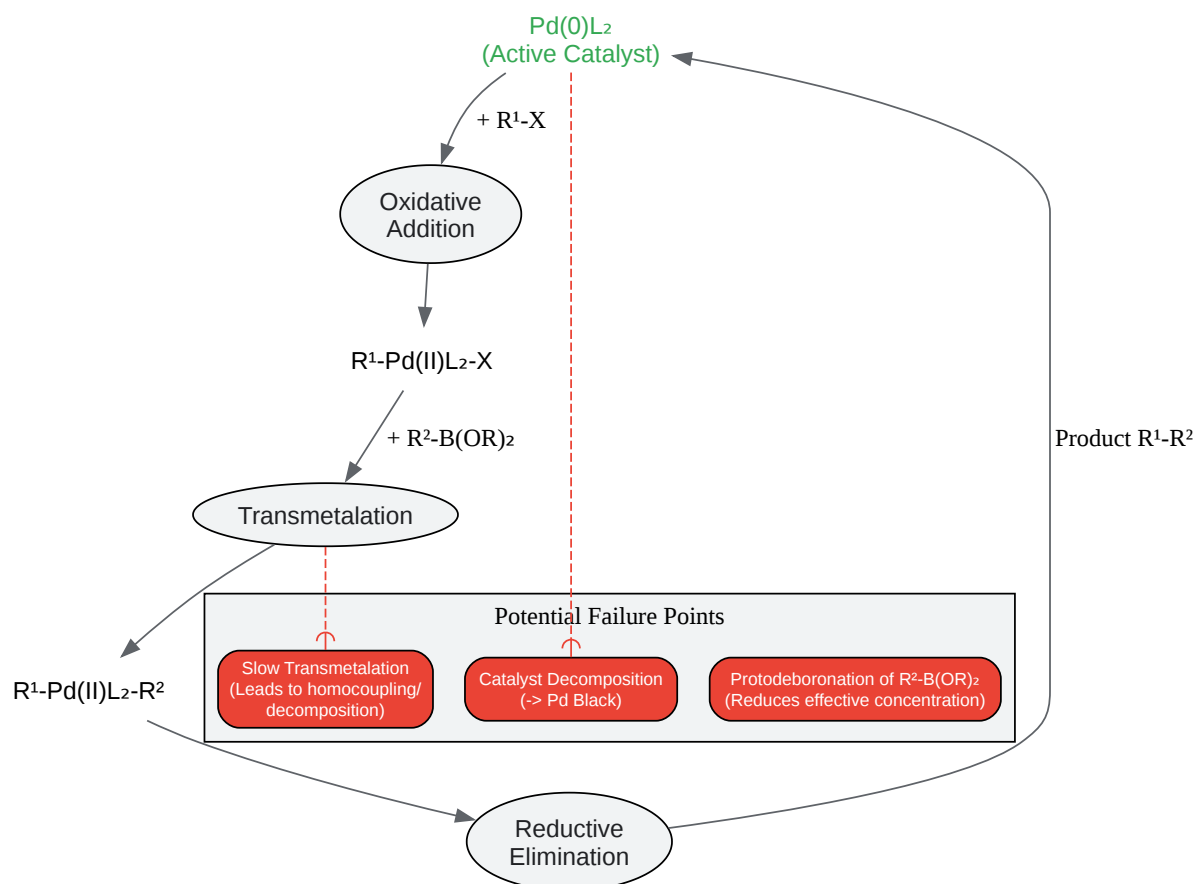 Pd(0)L₂
(Active Catalyst)
+ R¹-X
Oxidative
Addition
R¹-Pd(II)L₂-X
+ R²-B(OR)₂
Product R¹-R²
Transmetalation
Potential Failure Points
Slow Transmetalation
(Leads to homocoupling/
decomposition)
Catalyst Decomposition
(-> Pd Black)
Protodeboronation of R²-B(OR)₂
(Reduces effective concentration)
R¹-Pd(II)L₂-R²
Reductive
Elimination